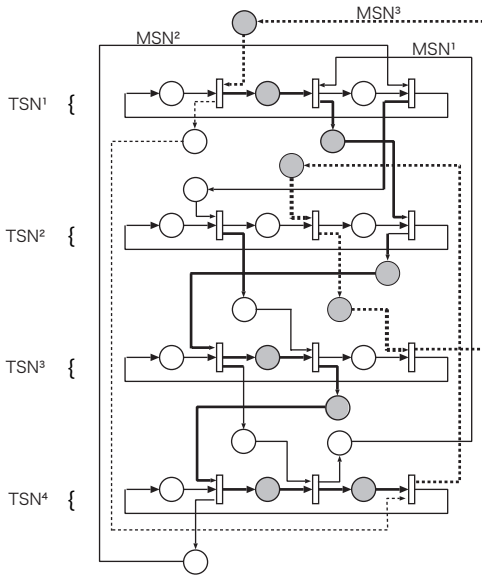 MSN³
MSN²
MSN¹
TSN¹ {
TSN² {
TSN³ {
TSN⁴ {